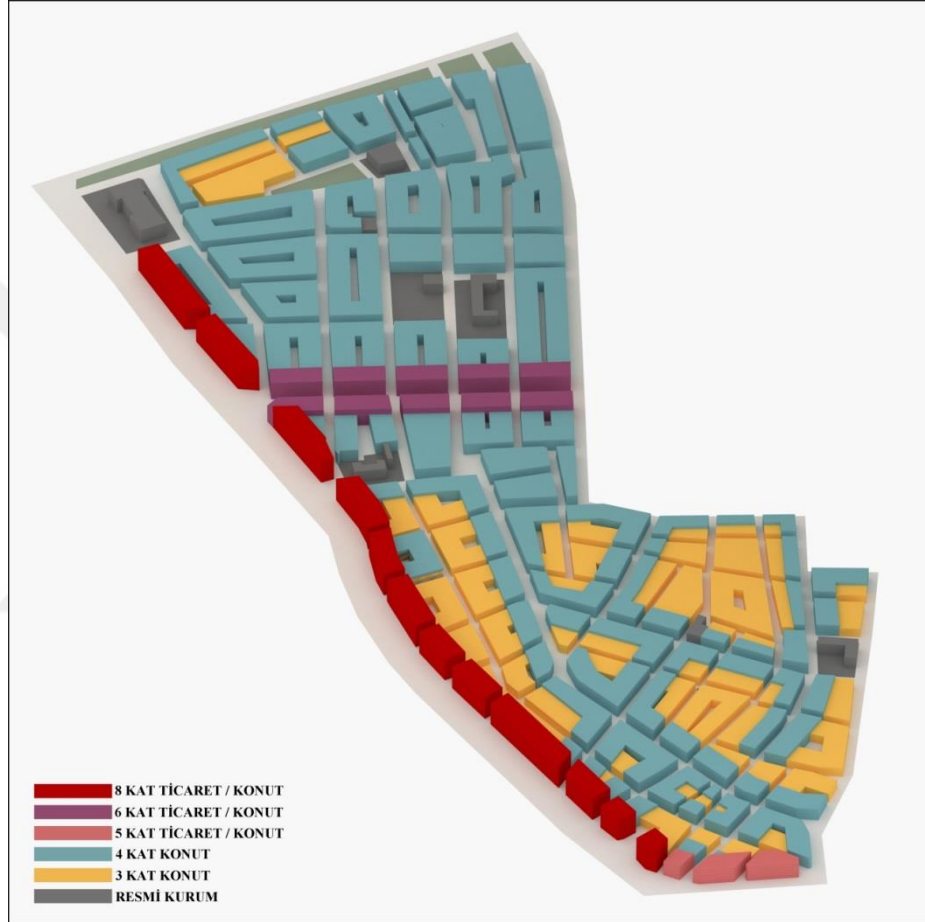 8 KAT TİCARET / KONUT
6 KAT TİCARET / KONUT
5 KAT TİCARET / KONUT
4 KAT KONUT
3 KAT KONUT
RESMİ KURUM